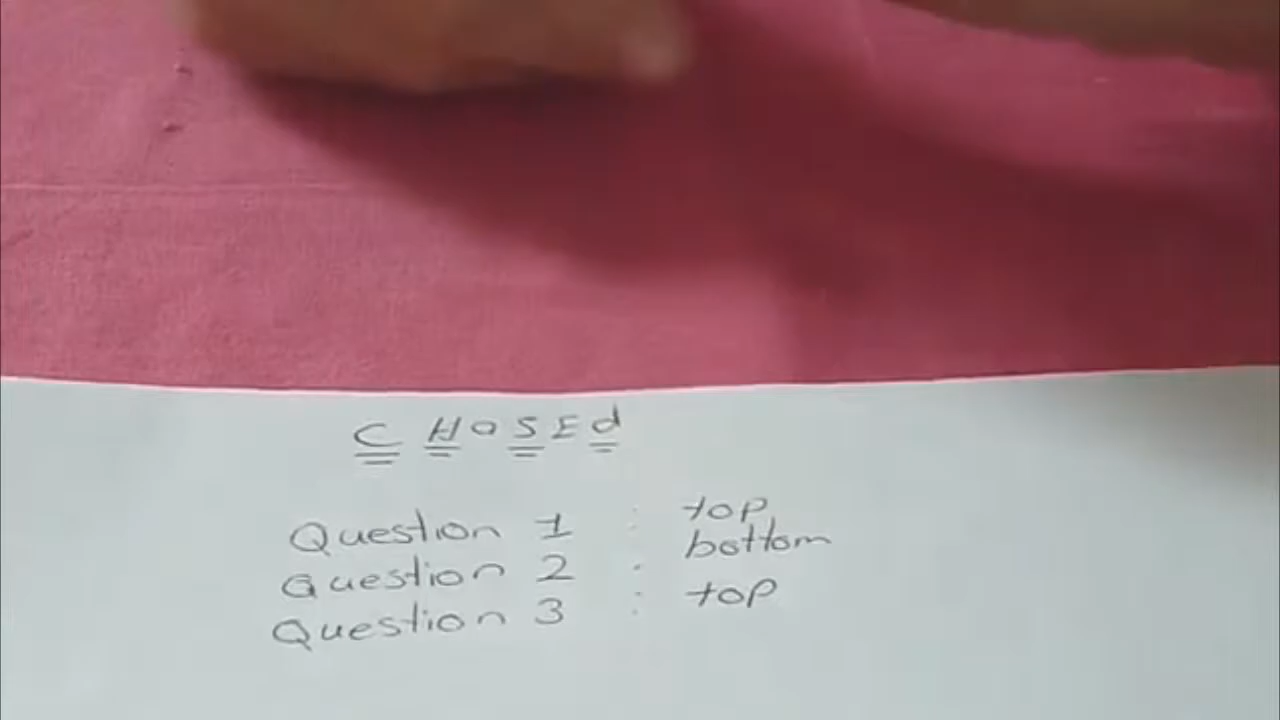 CHOSEd
Question 1 : top
Question 2 : bottom
Question 3 : top